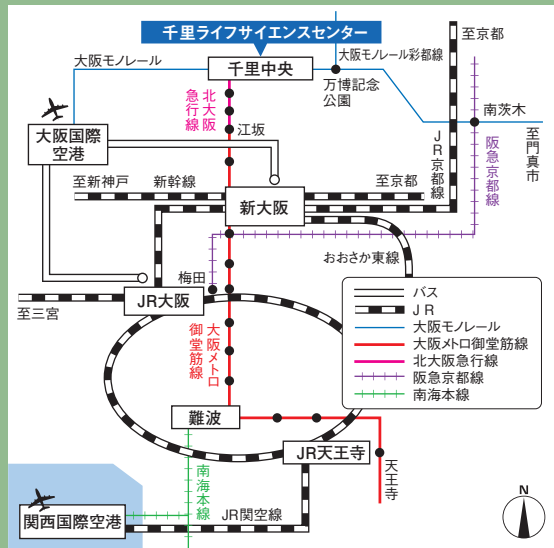 千里ライフサイエンスセンター
至京都
大阪モノレール
千里中央
大阪モノレール彩都線
万博記念
公園
北大阪
急行線
江坂
南茨木
大阪国際
空港
JR京都線
阪急京都線
至門真市
至新神戸
新幹線
至京都
新大阪
おおさか東線
梅田
JR大阪
至三宮
バス
JR
大阪モノレール
大阪メトロ御堂筋線
北大阪急行線
阪急京都線
南海本線
大阪メトロ
御堂筋線
難波
JR天王寺
天王寺
南海本線
関西国際空港
JR関空線
N